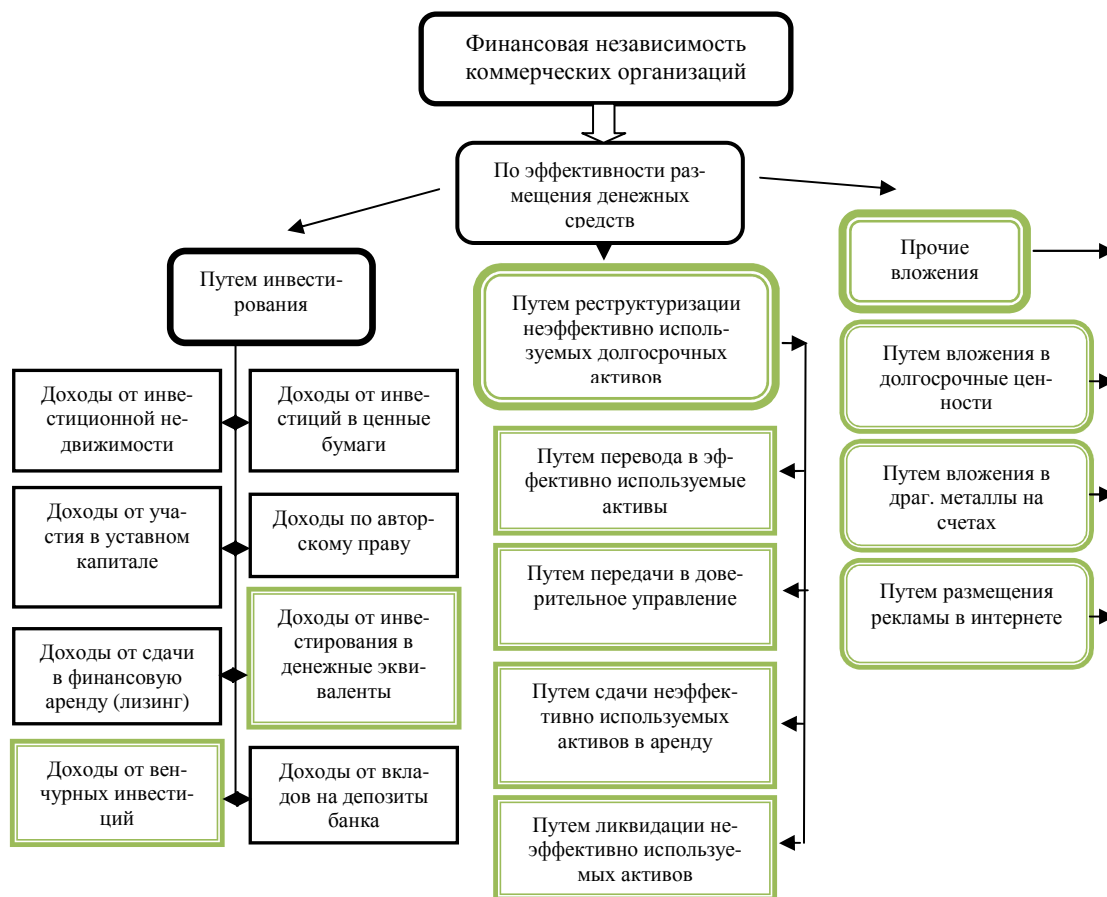 Финансовая независимость
коммерческих организаций
По эффективности раз-
мещения денежных
средств
Путем инвести-
рования
Доходы от инве-
стиционной не-
движимости
Доходы от инве-
стиций в ценные
бумаги
Доходы от уча-
стия в уставном
капитале
Доходы по автор-
скому праву
Доходы от сдачи
в финансовую
аренду (лизинг)
Доходы от инве-
стирования в
денежные экви-
валенты
Доходы от вен-
чурных инвести-
ций
Доходы от вкла-
дов на депозиты
банка
Путем реструктуризации
неэффективно исполь-
зуемых долгосрочных
активов
Путем перевода в эф-
фективно используемые
активы
Путем передачи в дове-
рительное управление
Путем сдачи неэффек-
тивно используемых
активов в аренду
Путем ликвидации не-
эффективно используе-
мых активов
Прочие
вложения
Путем вложения в
долгосрочные цен-
ности
Путем вложения в
драг. металлы на
счетах
Путем размещения
рекламы в интернете